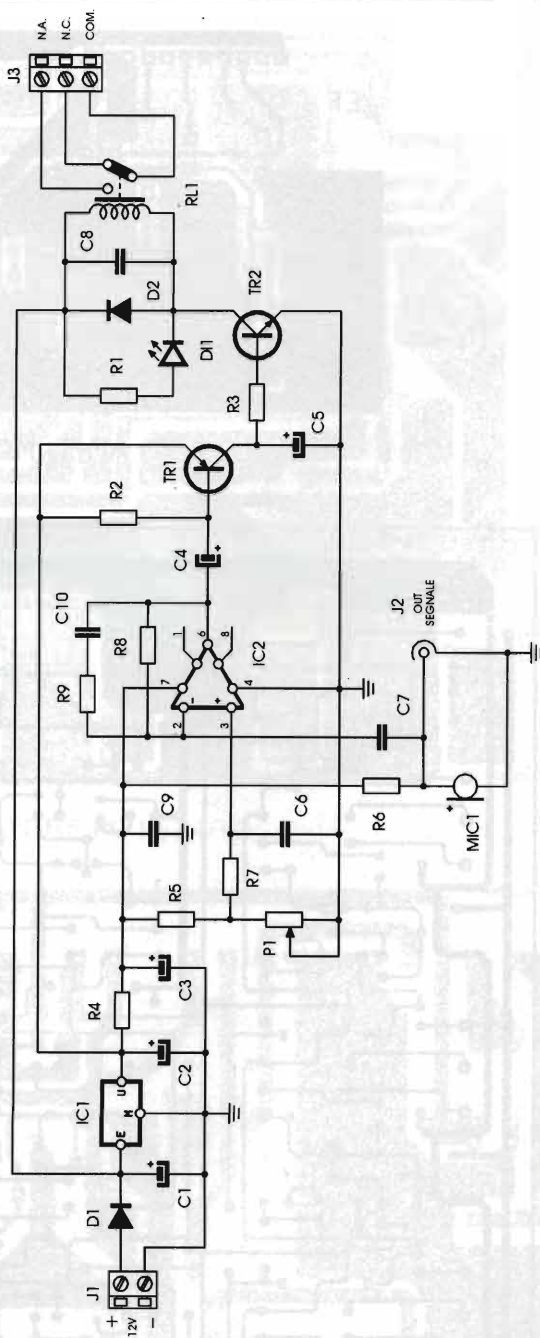 J1
+
12V
−
D1
C1
IC1
E
M
U
C2
R4
C3
C9
R5
R7
P1
C6
R6
MIC1
+
C7
J2
OUT
SEGNALE
IC2
2
3
7
4
1
6
8
-
+
R9
C10
R8
C4
+
R2
TR1
R3
C5
+
TR2
R1
DI1
D2
C8
RL1
J3
N.A.
N.C.
COM.
+
+
+